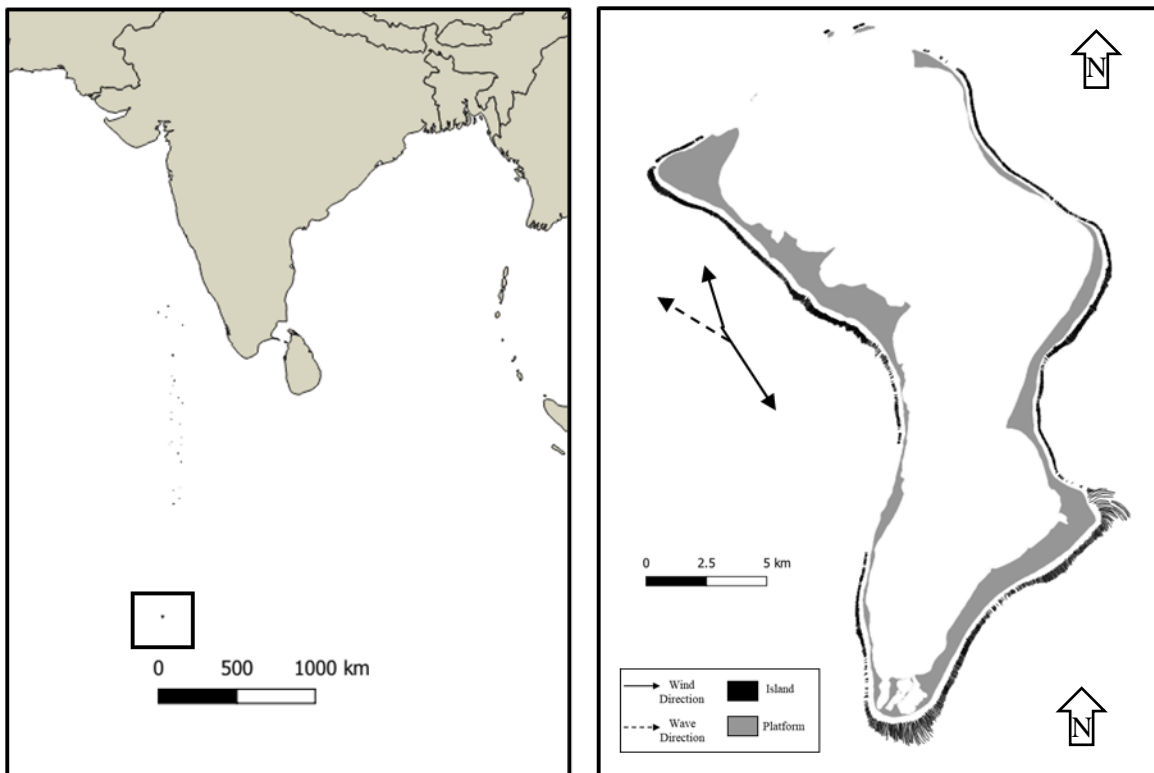 0 500 1000 km
N
0 2.5 5 km
Wind
Direction
Island
Wave
Direction
Platform
N